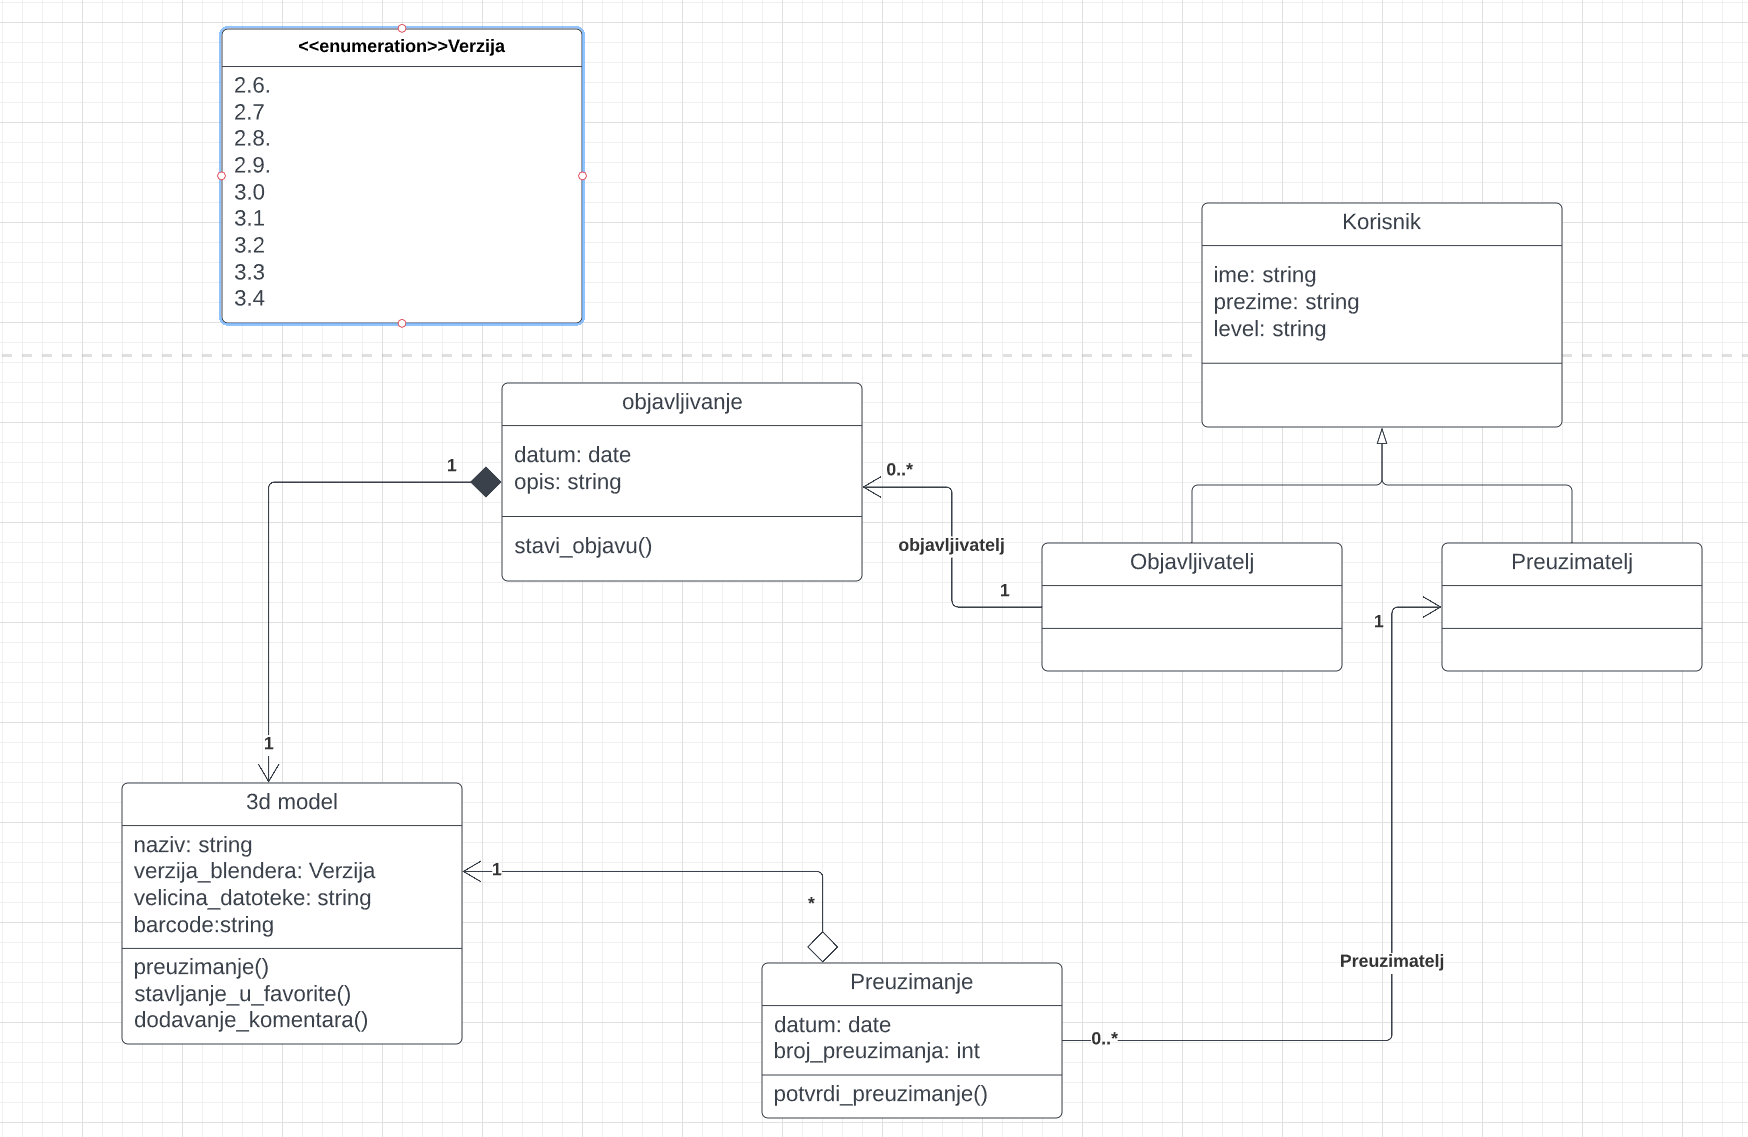 <<enumeration>>Verzija
2.6.
2.7
2.8.
2.9.
3.0
3.1
3.2
3.3
3.4
Korisnik
ime: string
prezime: string
level: string
objavljivanje
datum: date
opis: string
stavi_objavu()
1
1
0..*
objavljivatelj
1
Objavljivatelj
Preuzimatelj
1
3d model
naziv: string
verzija_blendera: Verzija
velicina_datoteke: string
barcode:string
preuzimanje()
stavljanje_u_favorite()
dodavanje_komentara()
1
*
Preuzimanje
datum: date
broj_preuzimanja: int
potvrdi_preuzimanje()
0..*
Preuzimatelj